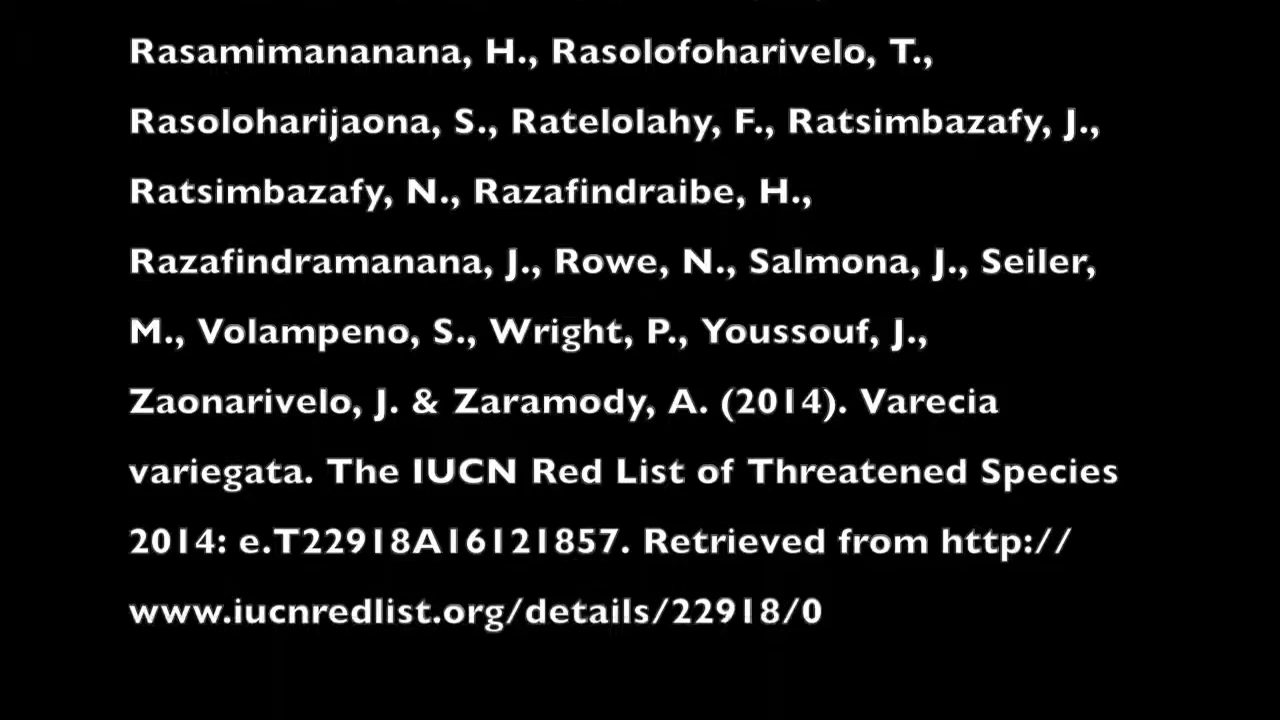 Rasamimananana, H., Rasolofoharivelo, T.,
Rasoloharijaona, S., Ratelolahy, F., Ratsimbazafy, J.,
Ratsimbazafy, N., Razafindraibe, H.,
Razafindramanana, J., Rowe, N., Salmona, J., Seiler,
M., Volampeno, S., Wright, P., Youssouf, J.,
Zaonarivelo, J. & Zaramody, A. (2014). Varecia
variegata. The IUCN Red List of Threatened Species
2014: e.T22918A16121857. Retrieved from http://
www.iucnredlist.org/details/22918/0